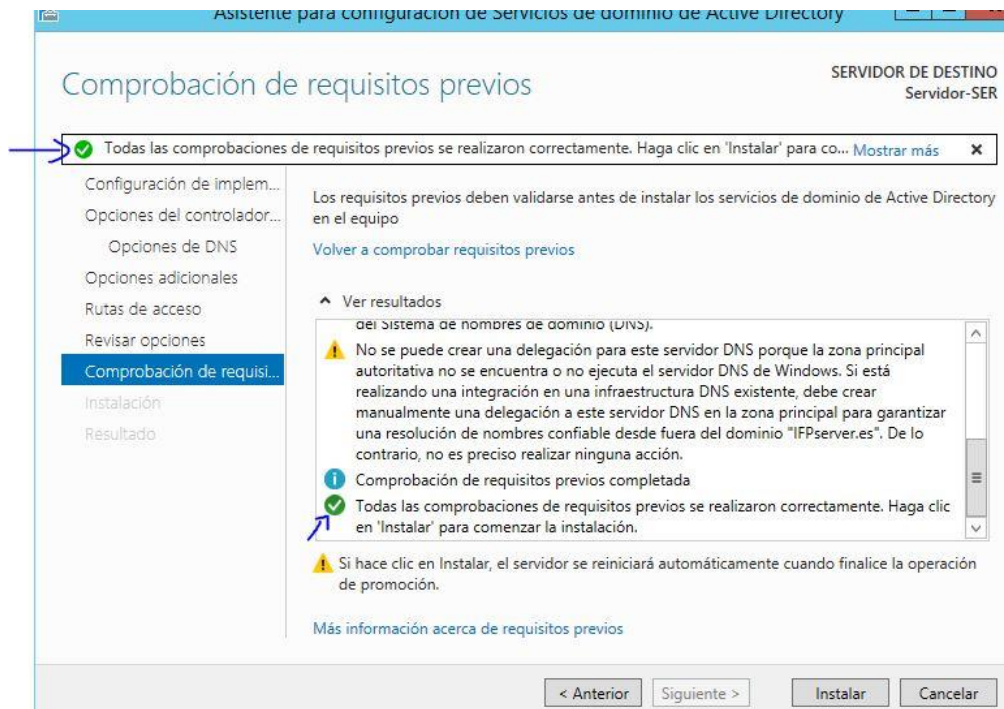 Asistente para configuración de Servicios de dominio de Active Directory
Comprobación de requisitos previos
SERVIDOR DE DESTINO
Servidor-SER
Todas las comprobaciones de requisitos previos se realizaron correctamente. Haga clic en 'Instalar' para co... Mostrar más
Configuración de implem...
Opciones del controlador...
Opciones de DNS
Opciones adicionales
Rutas de acceso
Revisar opciones
Comprobación de requisi...
Instalación
Resultado
Los requisitos previos deben validarse antes de instalar los servicios de dominio de Active Directory
en el equipo
Volver a comprobar requisitos previos
Ver resultados
del Sistema de nombres de dominio (DNS).
No se puede crear una delegación para este servidor DNS porque la zona principal
autoritativa no se encuentra o no ejecuta el servidor DNS de Windows. Si está
realizando una integración en una infraestructura DNS existente, debe crear
manualmente una delegación a este servidor DNS en la zona principal para garantizar
una resolución de nombres confiable desde fuera del dominio "IFPserver.es". De lo
contrario, no es preciso realizar ninguna acción.
Comprobación de requisitos previos completada
Todas las comprobaciones de requisitos previos se realizaron correctamente. Haga clic
en 'Instalar' para comenzar la instalación.
Si hace clic en Instalar, el servidor se reiniciará automáticamente cuando finalice la operación
de promoción.
Más información acerca de requisitos previos
< Anterior
Siguiente >
Instalar
Cancelar